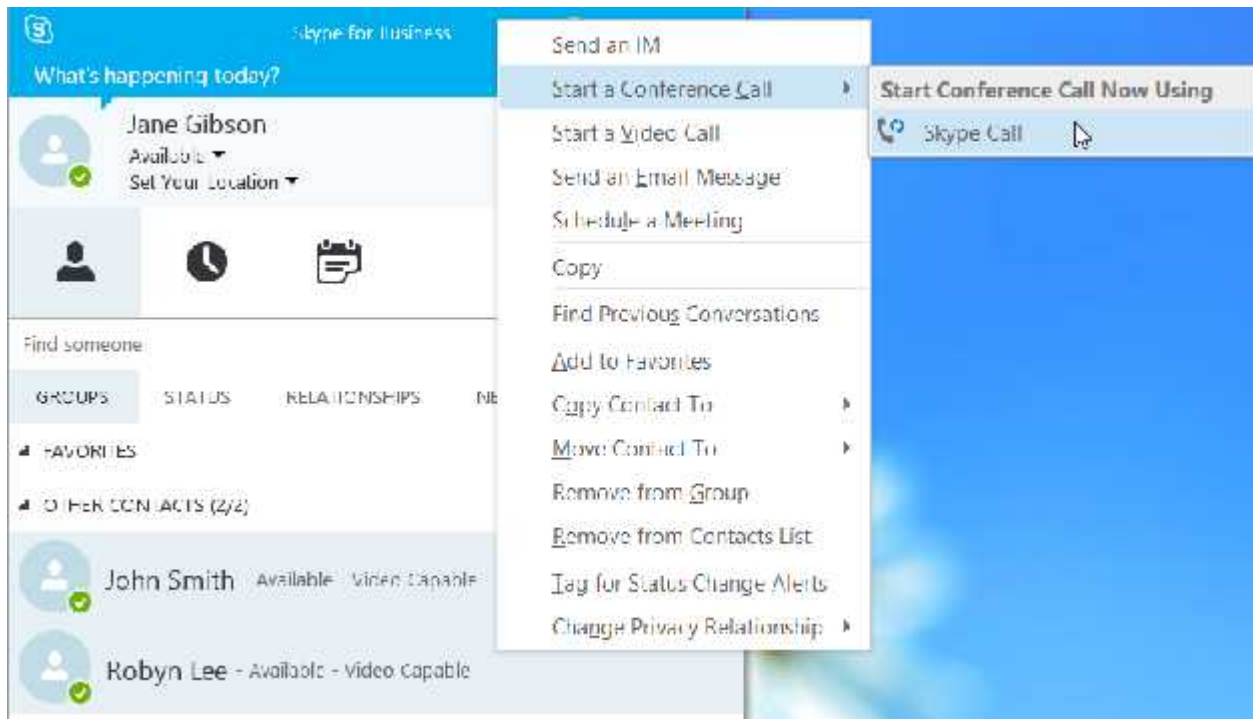 Skype for Business
What's happening today?
Jane Gibson
Available
Set Your Location
Find someone
GROUPS STATUS RELATIONSHIPS NE
FAVORITES
OTHER CONTACTS (2/2)
John Smith Available Video Capable
Robyn Lee - Available - Video Capable
Send an IM
Start a Conference Call
Start a Video Call
Send an Email Message
Schedule a Meeting
Copy
Find Previous Conversations
Add to Favorites
Copy Contact To
Move Contact To
Remove from Group
Remove from Contacts List
Tag for Status Change Alerts
Change Privacy Relationship
Start Conference Call Now Using
Skype Call